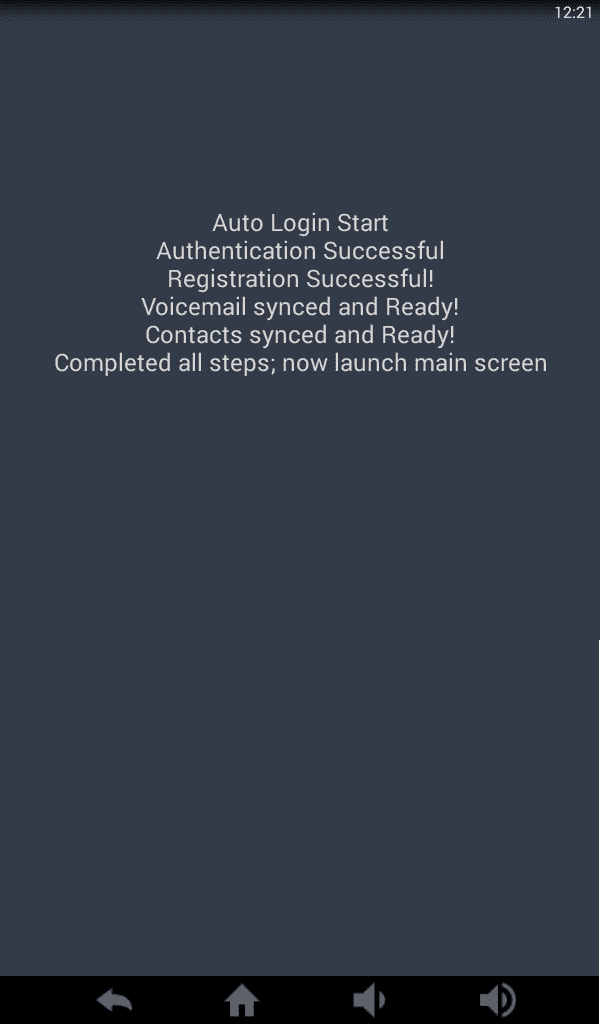 12:21
Auto Login Start
Authentication Successful
Registration Successful!
Voicemail synced and Ready!
Contacts synced and Ready!
Completed all steps; now launch main screen